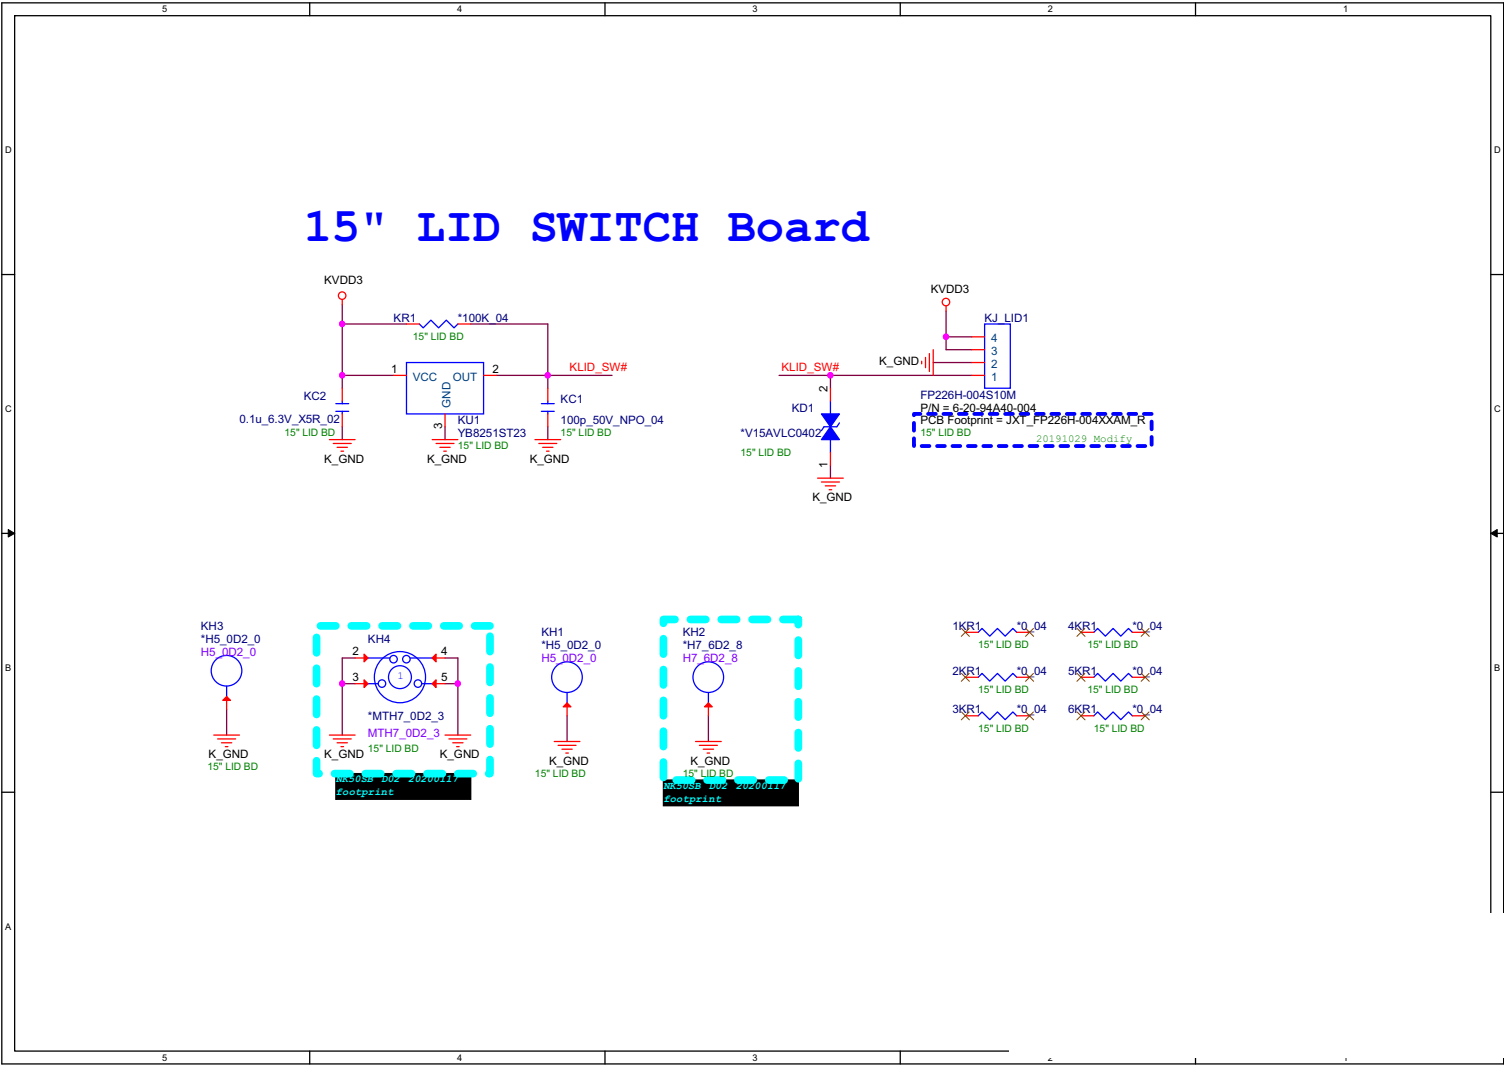 5 4 3 2 1
D D
15" LID SWITCH Board
KVDD3
KR1 *100K_04
15" LID BD
1 VCC OUT 2
GND
3
KLID_SW#
KC2
0.1u_6.3V_X5R_02
15" LID BD
K_GND
KU1
YB8251ST23
15" LID BD
K_GND
KC1
100p_50V_NPO_04
15" LID BD
K_GND
KVDD3
KJ_LID1
4
3
K_GND 2
KLID_SW# 1
2
KD1
*V15AVLC0402
15" LID BD
1
K_GND
FP226H-004S10M
P/N = 6-20-94A40-004
PCB Footprint = JXT_FP226H-004XXAM_R
15" LID BD
20191029 Modify
C C
KH3
*H5_0D2_0
H5_0D2_0
K_GND
15" LID BD
KH4
2 4
3 1 5
*MTH7_0D2_3
MTH7_0D2_3
K_GND 15" LID BD K_GND
NK50SB D02 20200117
footprint
KH1
*H5_0D2_0
H5_0D2_0
K_GND
15" LID BD
KH2
*H7_6D2_8
H7_6D2_8
K_GND
15" LID BD
NK50SB D02 20200117
footprint
1KR1 *0_04 4KR1 *0_04
15" LID BD 15" LID BD
2KR1 *0_04 5KR1 *0_04
15" LID BD 15" LID BD
3KR1 *0_04 6KR1 *0_04
15" LID BD 15" LID BD
B B
A
5 4 3